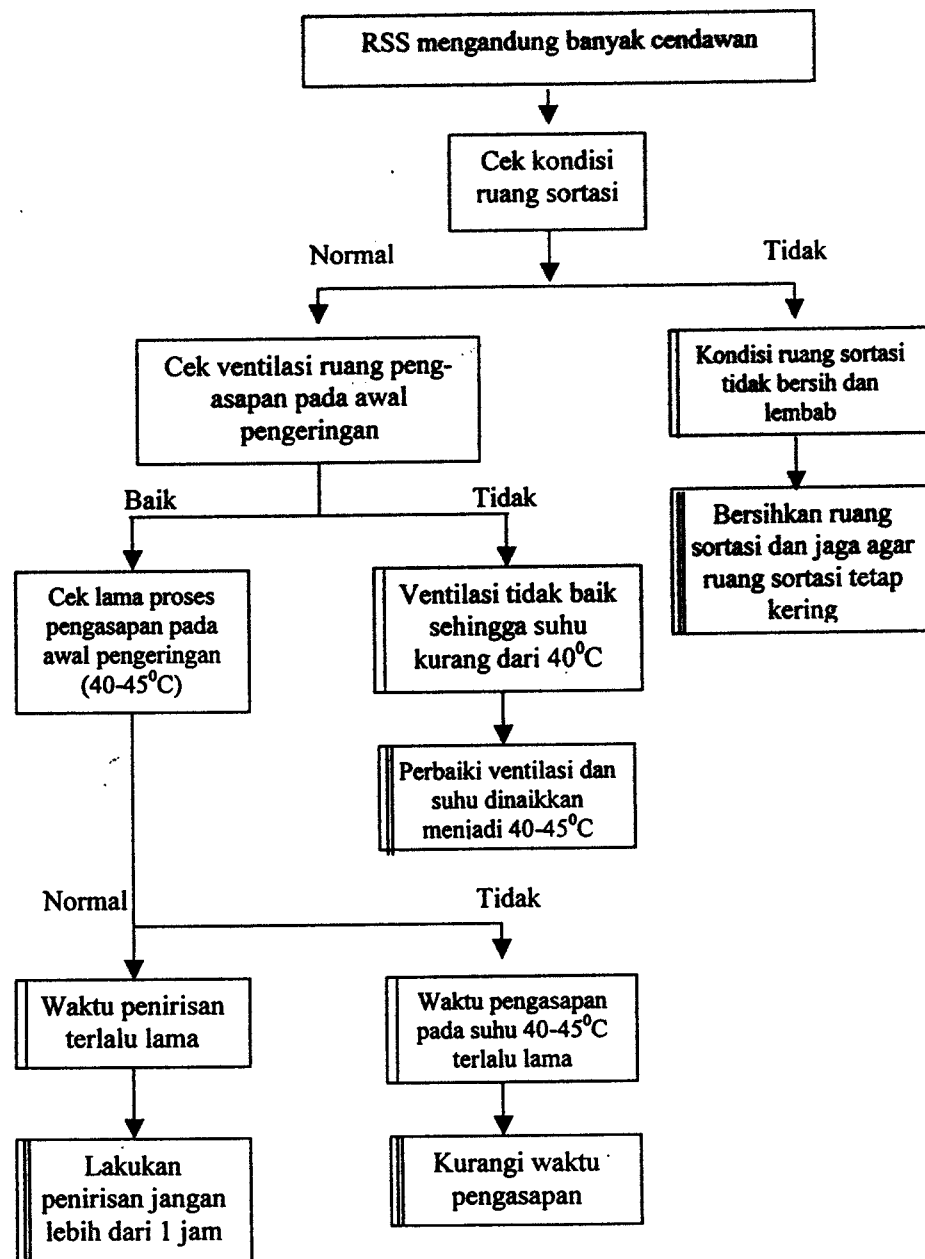 RSS mengandung banyak cendawan
Cek kondisi
ruang sortasi
Normal
Tidak
Cek ventilasi ruang peng-
asapan pada awal
pengeringan
Kondisi ruang sortasi
tidak bersih dan
lembab
Baik
Tidak
Bersihkan ruang
sortasi dan jaga agar
ruang sortasi tetap
kering
Cek lama proses
pengasapan pada
awal pengeringan
(40-45⁰C)
Ventilasi tidak baik
sehingga suhu
kurang dari 40⁰C
Perbaiki ventilasi dan
suhu dinaikkan
menjadi 40-45⁰C
Normal
Tidak
Waktu penirisan
terlalu lama
Waktu pengasapan
pada suhu 40-45⁰C
terlalu lama
Lakukan
penirisan jangan
lebih dari 1 jam
Kurangi waktu
pengasapan